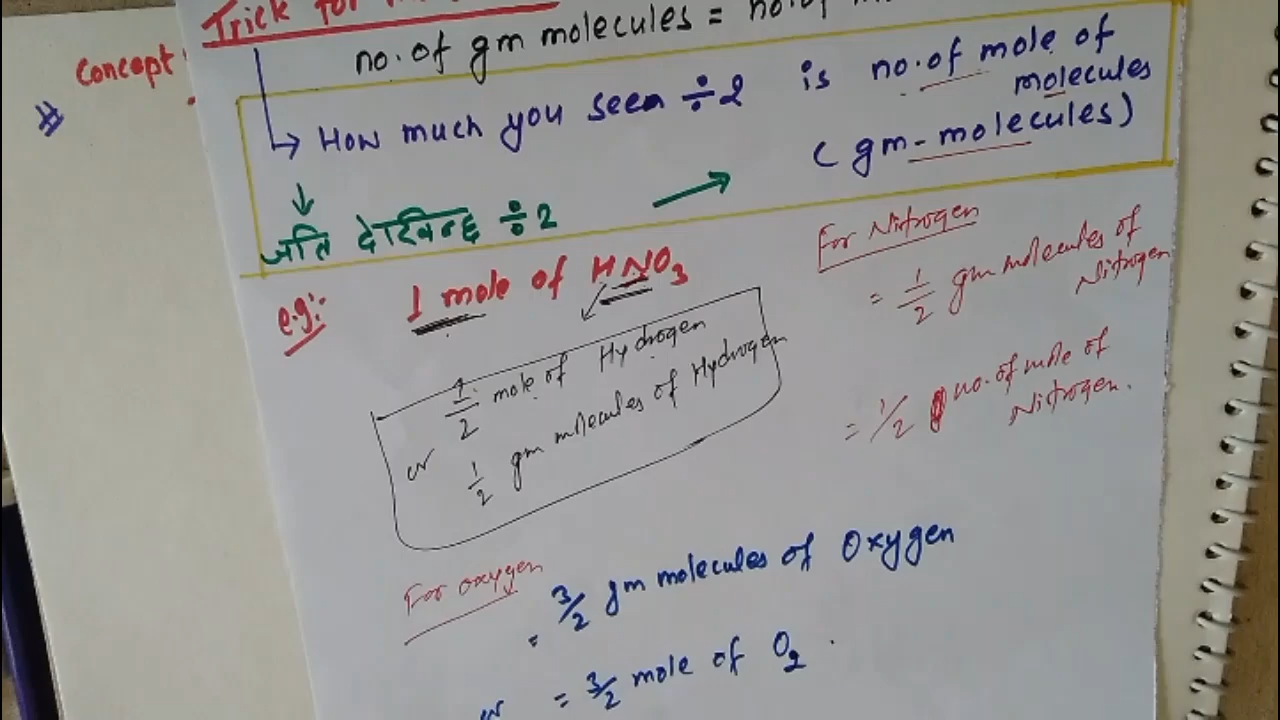 Trick for
Concept:
no. of gm molecules = no. of
#
→ How much you seen ÷2 is no. of mole of
molecules
(gm-molecules)
↓
जति देखिन्छ ÷2 →
e.g:- 1 mole of HNO₃
For Nitrogen
= 1/2 gm molecules of
Nitrogen
1/2 mole of Hydrogen
or 1/2 gm molecules of Hydrogen
= 1/2 no. of mole of
Nitrogen.
For oxygen
= 3/2 gm molecules of Oxygen
or = 3/2 mole of O₂.